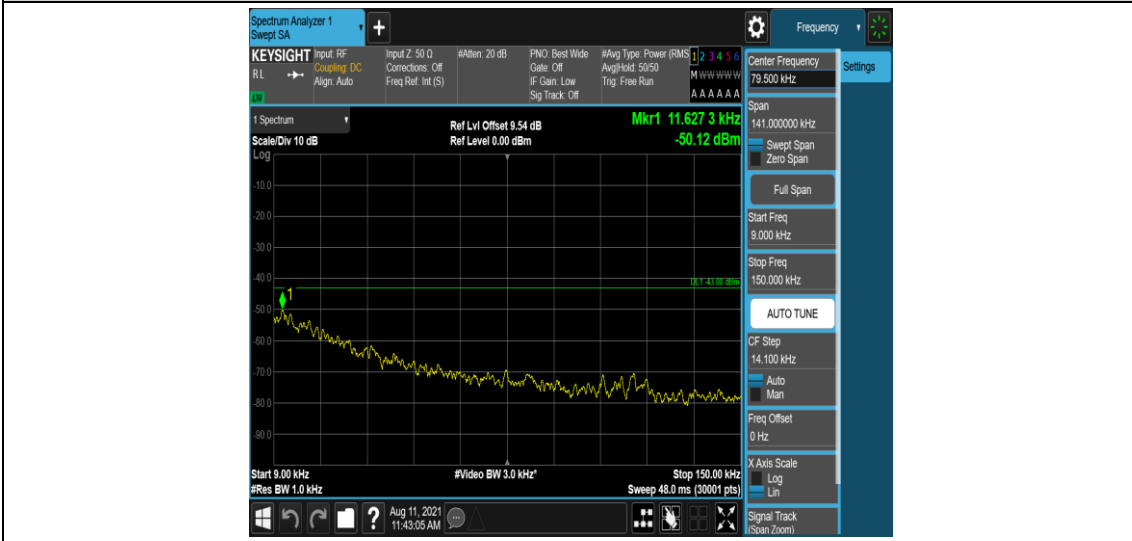 Spectrum Analyzer 1
Swept SA
+
Frequency
KEYSIGHT
Input: RF
Coupling: DC
Align: Auto
Input Z: 50 Ω
Corrections: Off
Freq Ref: Int (S)
#Atten: 20 dB
PNO: Best Wide
Gate: Off
IF Gain: Low
Sig Track: Off
#Avg Type: Power (RMS
Avg|Hold: 50/50
Trig: Free Run
1 2 3 4 5 6
M W W W W W
A A A A A A
R L
LXI
1 Spectrum
Scale/Div 10 dB
Ref Lvl Offset 9.54 dB
Ref Level 0.00 dBm
Mkr1 11.627 3 kHz
-50.12 dBm
Log
-10.0
-20.0
-30.0
-40.0
-50.0
-60.0
-70.0
-80.0
-90.0
DL1 -43.00 dBm
1
Start 9.00 kHz
#Res BW 1.0 kHz
#Video BW 3.0 kHz*
Stop 150.00 kHz
Sweep 48.0 ms (30001 pts)
?
Aug 11, 2021
11:43:05 AM
Center Frequency
79.500 kHz
Settings
Span
141.000000 kHz
Swept Span
Zero Span
Full Span
Start Freq
9.000 kHz
Stop Freq
150.000 kHz
AUTO TUNE
CF Step
14.100 kHz
Auto
Man
Freq Offset
0 Hz
X Axis Scale
Log
Lin
Signal Track
(Span Zoom)